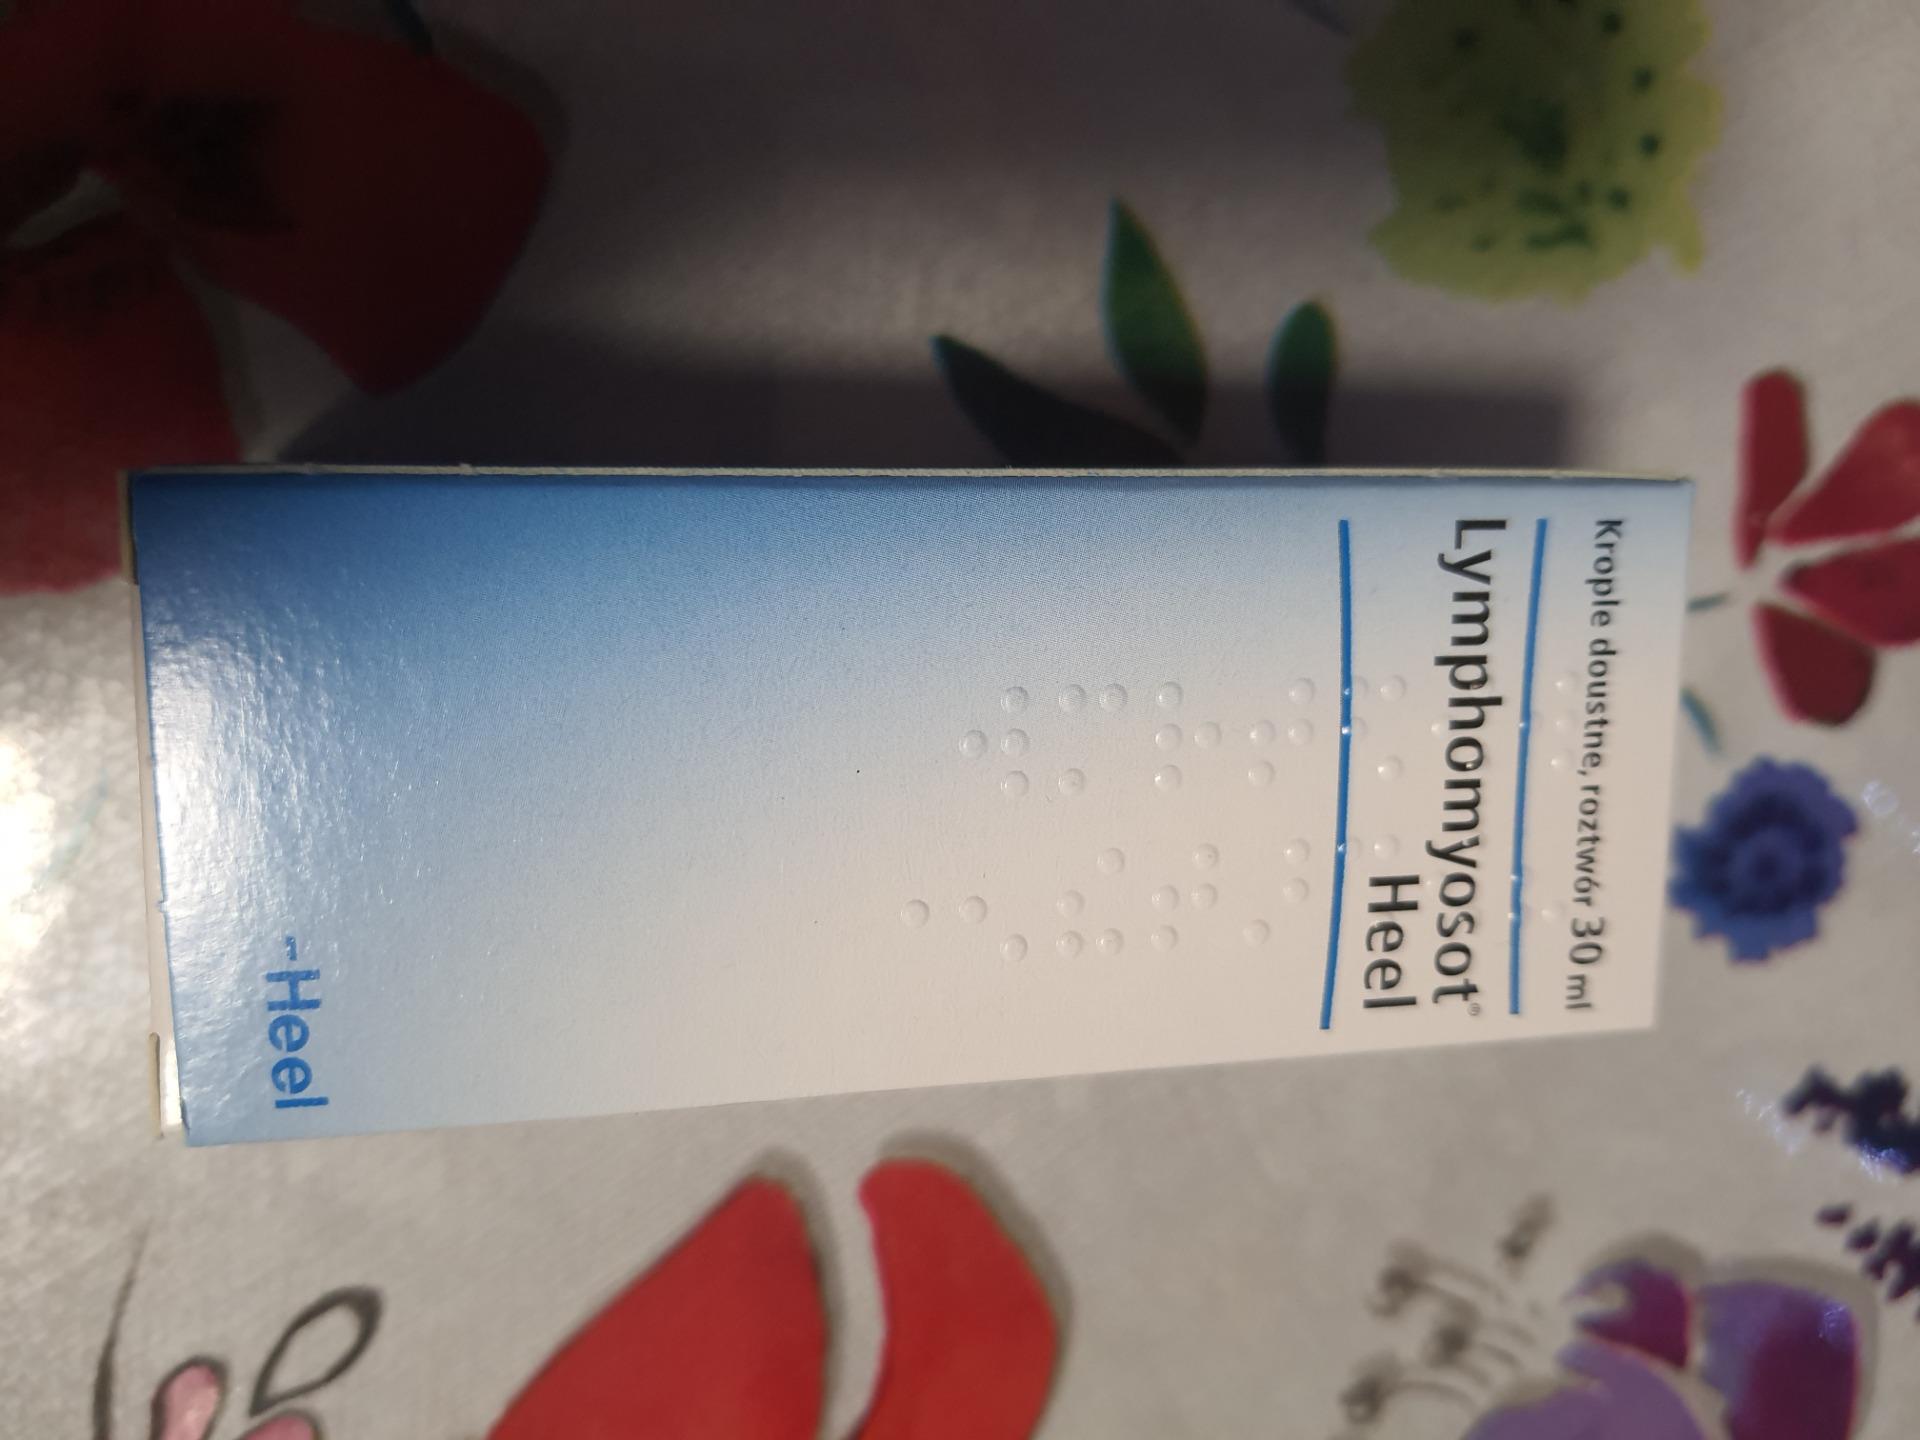 Krople doustne, roztwór 30 ml
Lymphomyosot®
Heel
-Heel